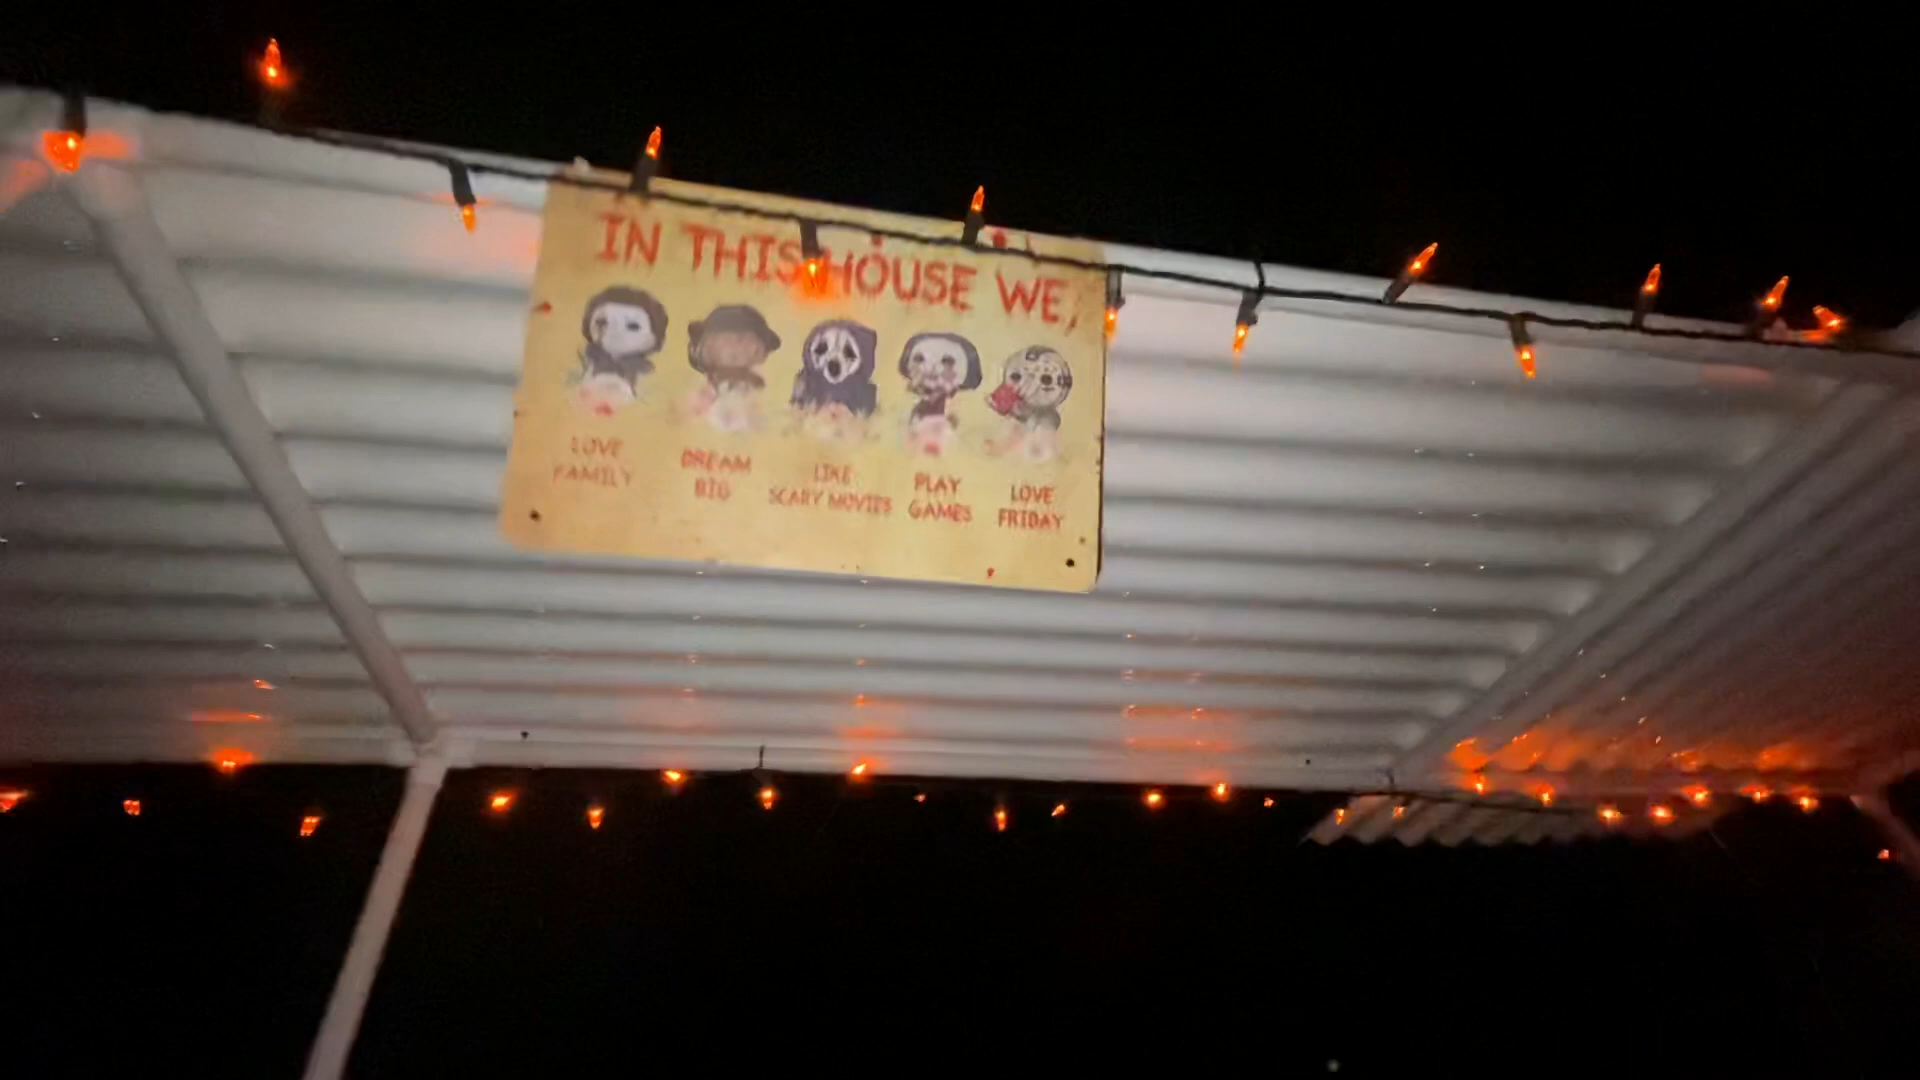 IN THIS HOUSE WE,
LOVE
FAMILY
DREAM
BIG
LIKE
SCARY MOVIES
PLAY
GAMES
LOVE
FRIDAY